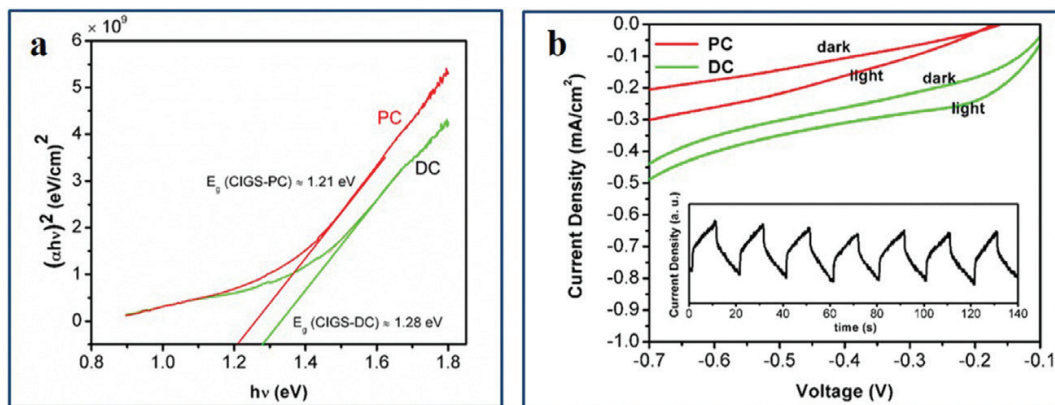 a
× 10⁹
6
5
4
3
2
1
0
(αhν)² (eV/cm)²
PC
DC
E_g (CIGS-PC) ≈ 1.21 eV
E_g (CIGS-DC) ≈ 1.28 eV
0.8 1.0 1.2 1.4 1.6 1.8
hν (eV)
b
0.0
-0.1
-0.2
-0.3
-0.4
-0.5
-0.6
-0.7
-0.8
-0.9
-1.0
Current Density (mA/cm²)
PC
DC
dark
light
dark
light
Current Density (a. u.)
0 20 40 60 80 100 120 140
time (s)
-0.7 -0.6 -0.5 -0.4 -0.3 -0.2 -0.1
Voltage (V)